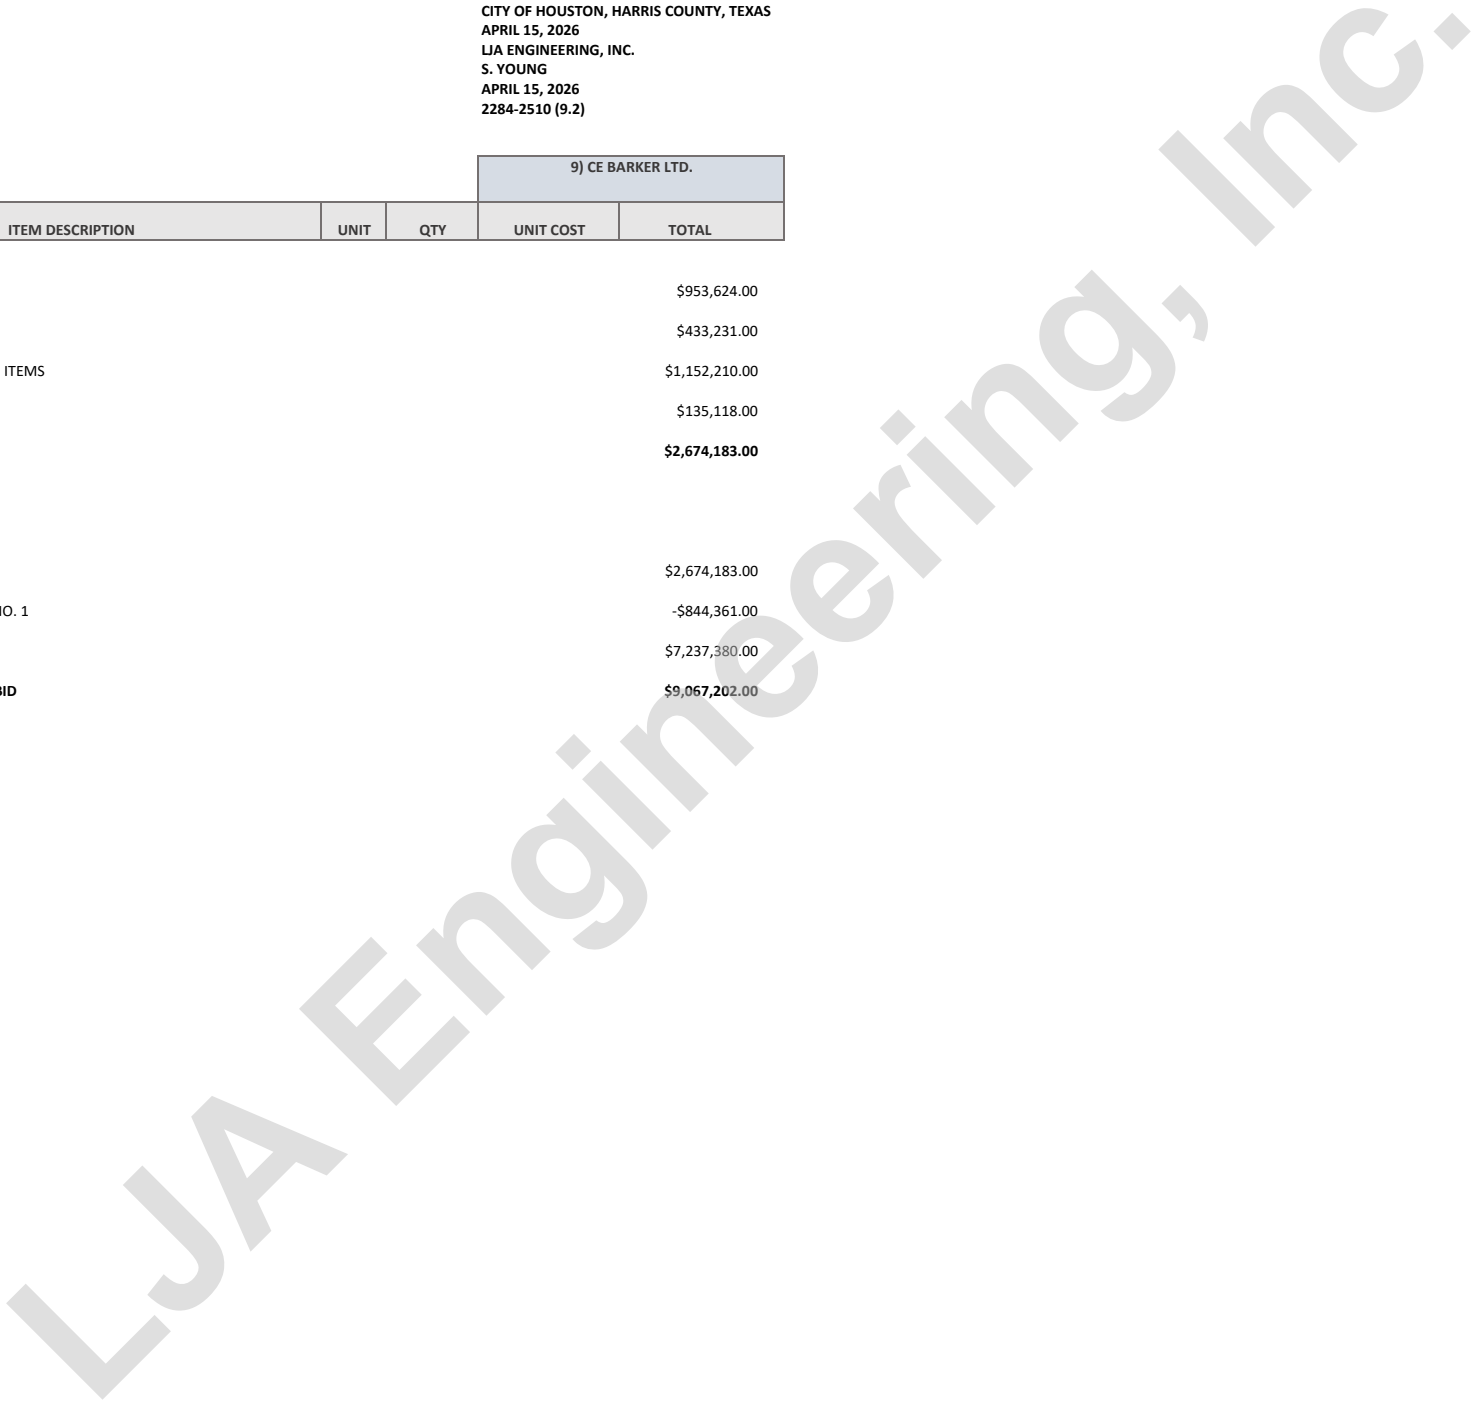 CITY OF HOUSTON, HARRIS COUNTY, TEXAS
APRIL 15, 2026
LJA ENGINEERING, INC.
S. YOUNG
APRIL 15, 2026
2284-2510 (9.2)
9) CE BARKER LTD.
ITEM DESCRIPTION UNIT QTY UNIT COST TOTAL
$953,624.00
$433,231.00
ITEMS $1,152,210.00
$135,118.00
$2,674,183.00
$2,674,183.00
NO. 1 -$844,361.00
$7,237,380.00
BID $9,067,202.00
LJA Engineering, Inc.